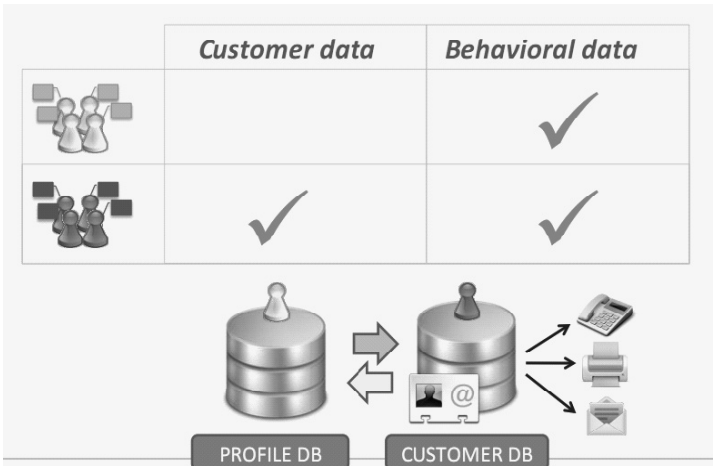 Customer data
Behavioral data
@
PROFILE DB
CUSTOMER DB